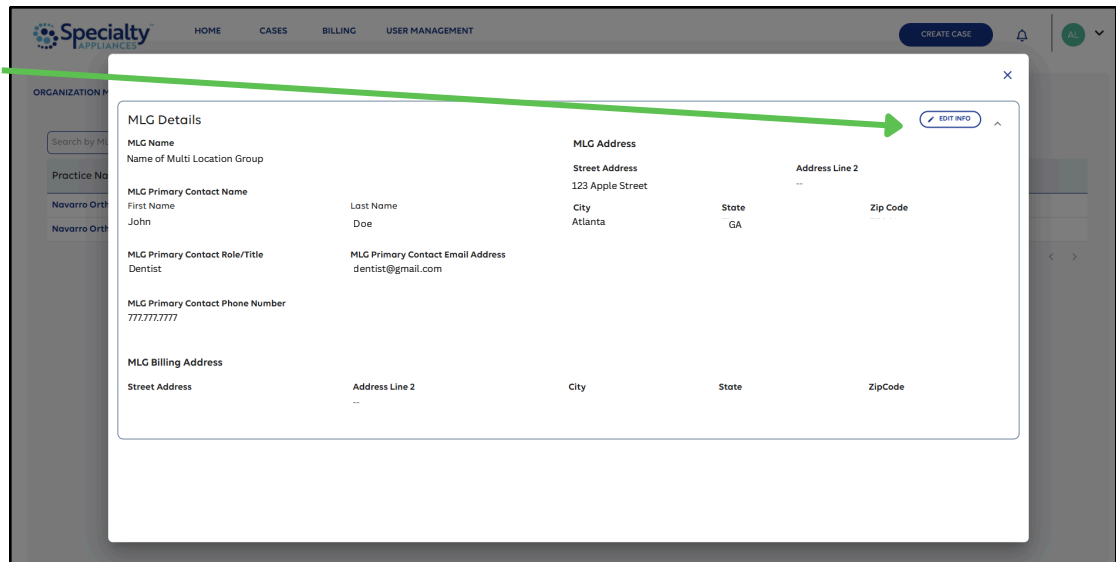 Specialty
APPLIANCES
HOME CASES BILLING USER MANAGEMENT
CREATE CASE
AL
ORGANIZATION M
MLG Details
EDIT INFO
Search by ML
MLG Name
Name of Multi Location Group
MLG Address
Street Address Address Line 2
123 Apple Street --
Practice Na
MLG Primary Contact Name
First Name Last Name
John Doe
City State Zip Code
Atlanta GA
Navarro Orth
Navarro Orth
MLG Primary Contact Role/Title MLG Primary Contact Email Address
Dentist dentist@gmail.com
MLG Primary Contact Phone Number
777.777.7777
MLG Billing Address
Street Address Address Line 2 City State ZipCode
--